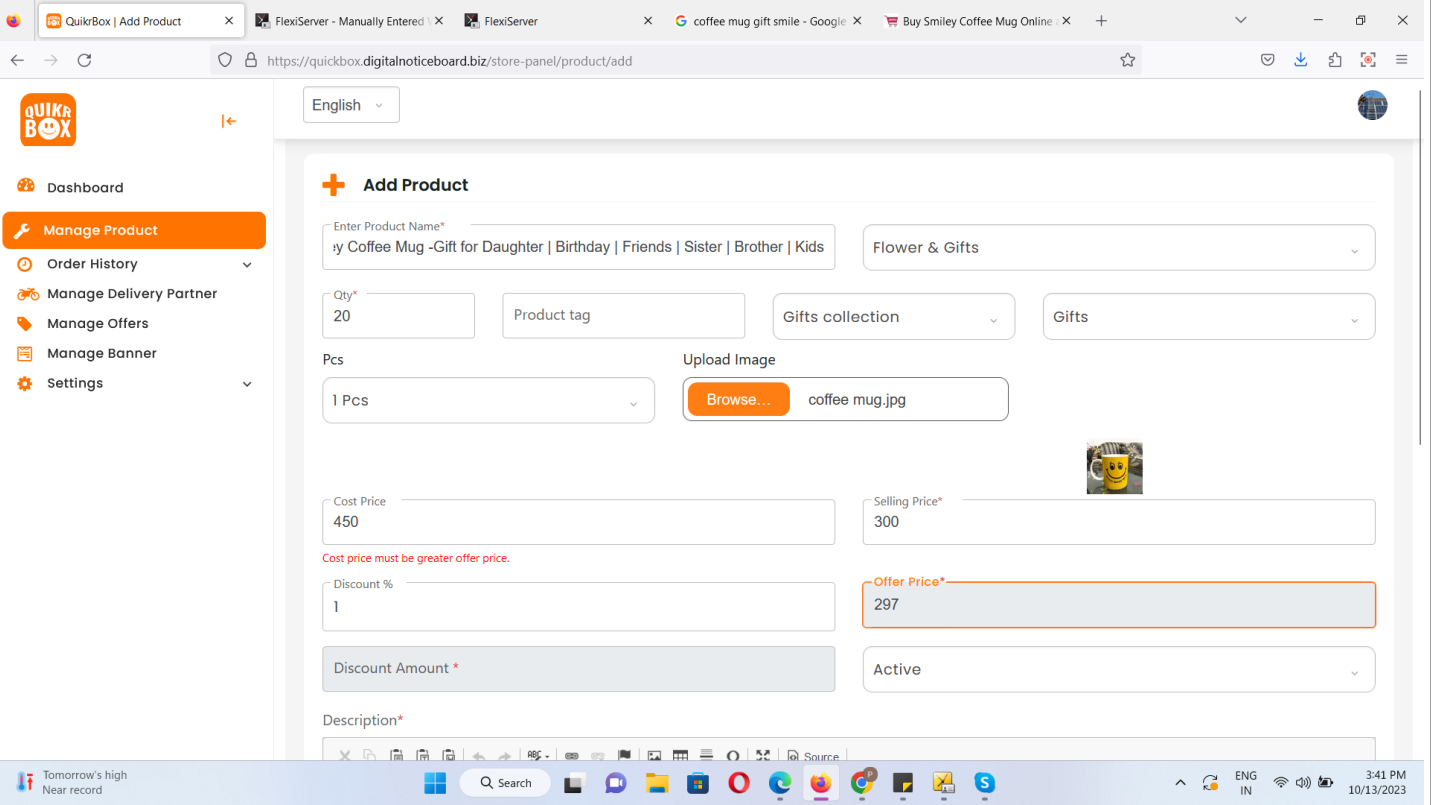 QuikrBox | Add Product
FlexiServer - Manually Entered
FlexiServer
coffee mug gift smile - Google
Buy Smiley Coffee Mug Online
https://quickbox.digitalnoticeboard.biz/store-panel/product/add
QUIKR
BOX
English
Dashboard
Manage Product
Order History
Manage Delivery Partner
Manage Offers
Manage Banner
Settings
Add Product
Enter Product Name*
ey Coffee Mug -Gift for Daughter | Birthday | Friends | Sister | Brother | Kids
Flower & Gifts
Qty*
20
Product tag
Gifts collection
Gifts
Pcs
Upload Image
1 Pcs
Browse...
coffee mug.jpg
Cost Price
450
Selling Price*
300
Cost price must be greater offer price.
Discount %
1
Offer Price*
297
Discount Amount *
Active
Description*
ABC
Source
Tomorrow's high
Near record
Search
P
ENG
IN
3:41 PM
10/13/2023